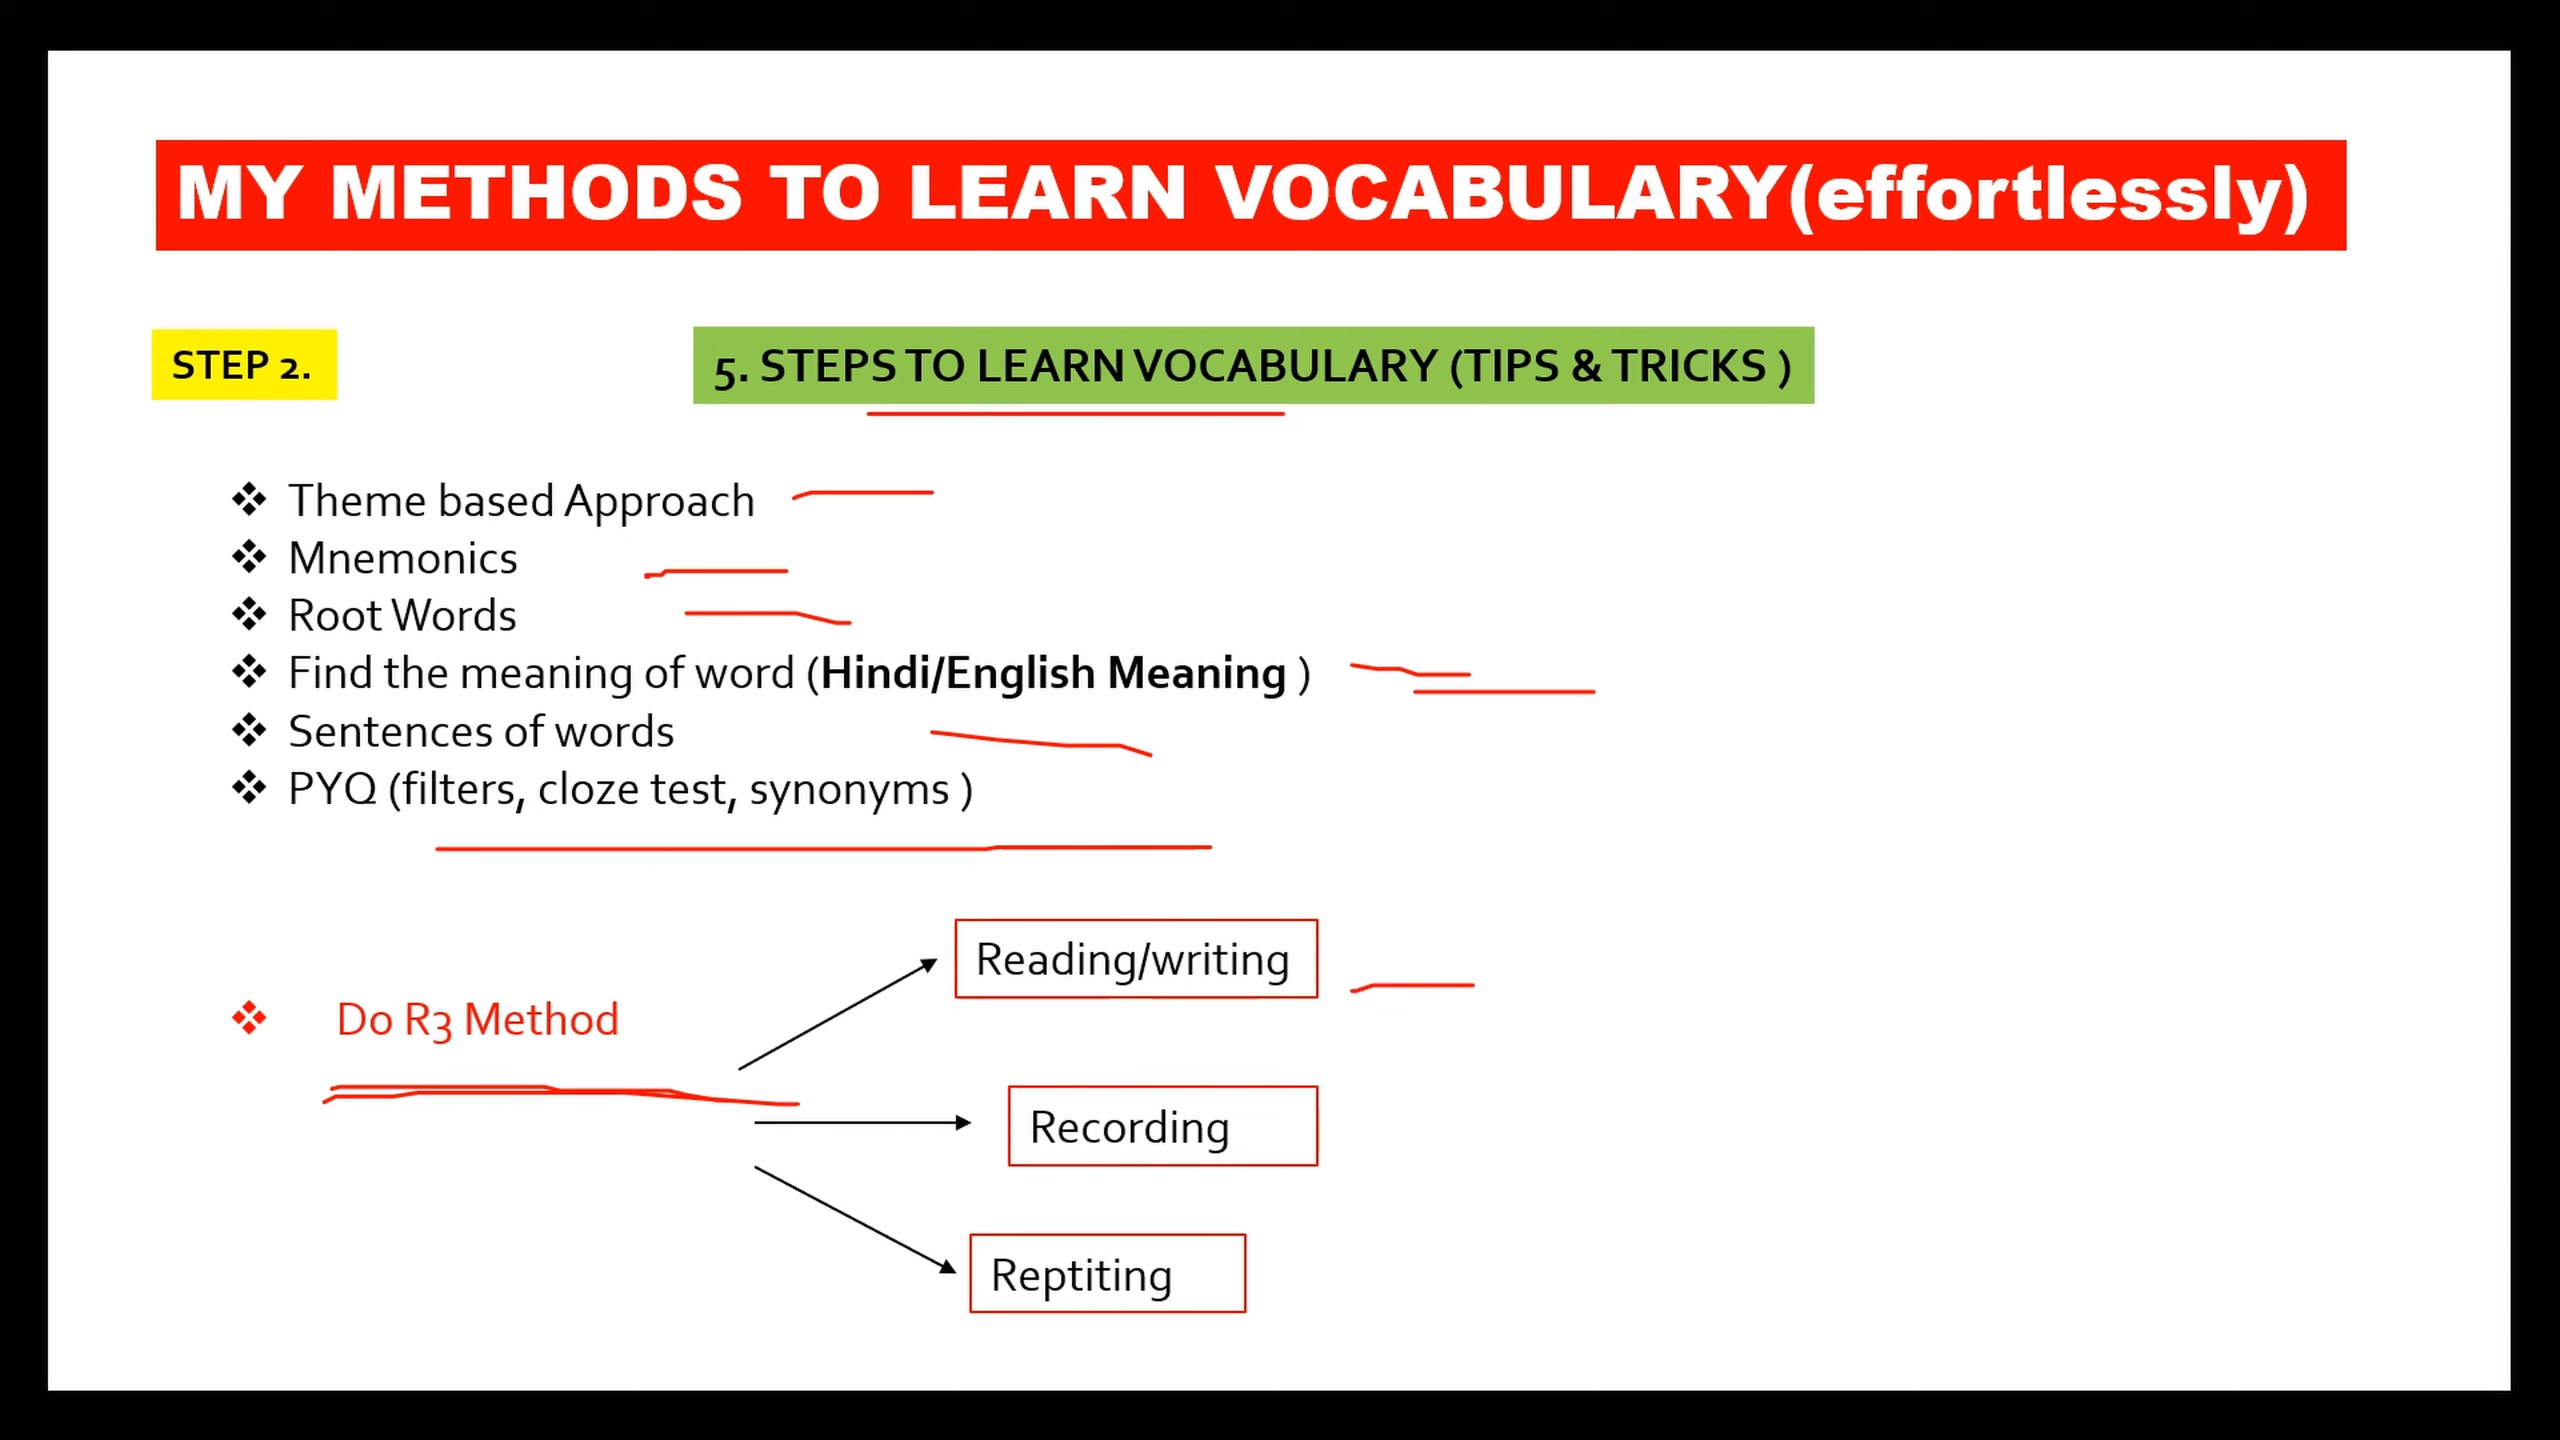 MY METHODS TO LEARN VOCABULARY(effortlessly)
STEP 2.
5. STEPS TO LEARN VOCABULARY (TIPS & TRICKS )
❖ Theme based Approach
❖ Mnemonics
❖ Root Words
❖ Find the meaning of word (Hindi/English Meaning )
❖ Sentences of words
❖ PYQ (filters, cloze test, synonyms )
Reading/writing
❖ Do R3 Method
Recording
Reptiting